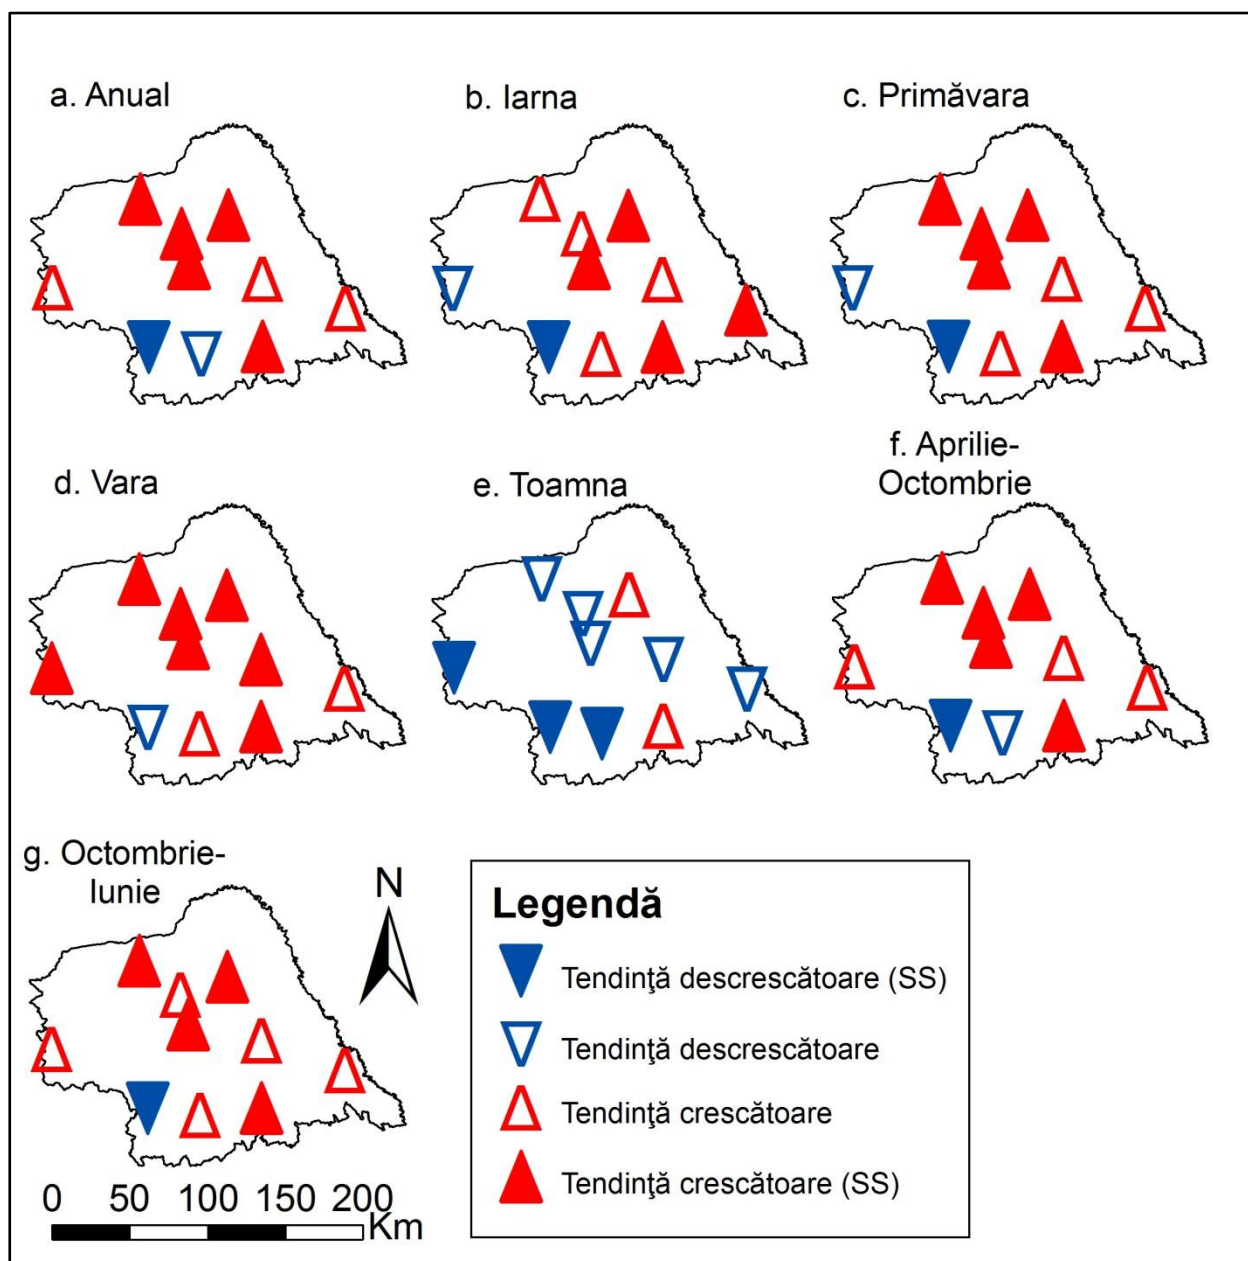 a. Anual
b. Iarna
c. Primăvara
d. Vara
e. Toamna
f. Aprilie-
Octombrie
g. Octombrie-
Iunie
N
0 50 100 150 200
Km
Legendă
Tendinţă descrescătoare (SS)
Tendinţă descrescătoare
Tendinţă crescătoare
Tendinţă crescătoare (SS)